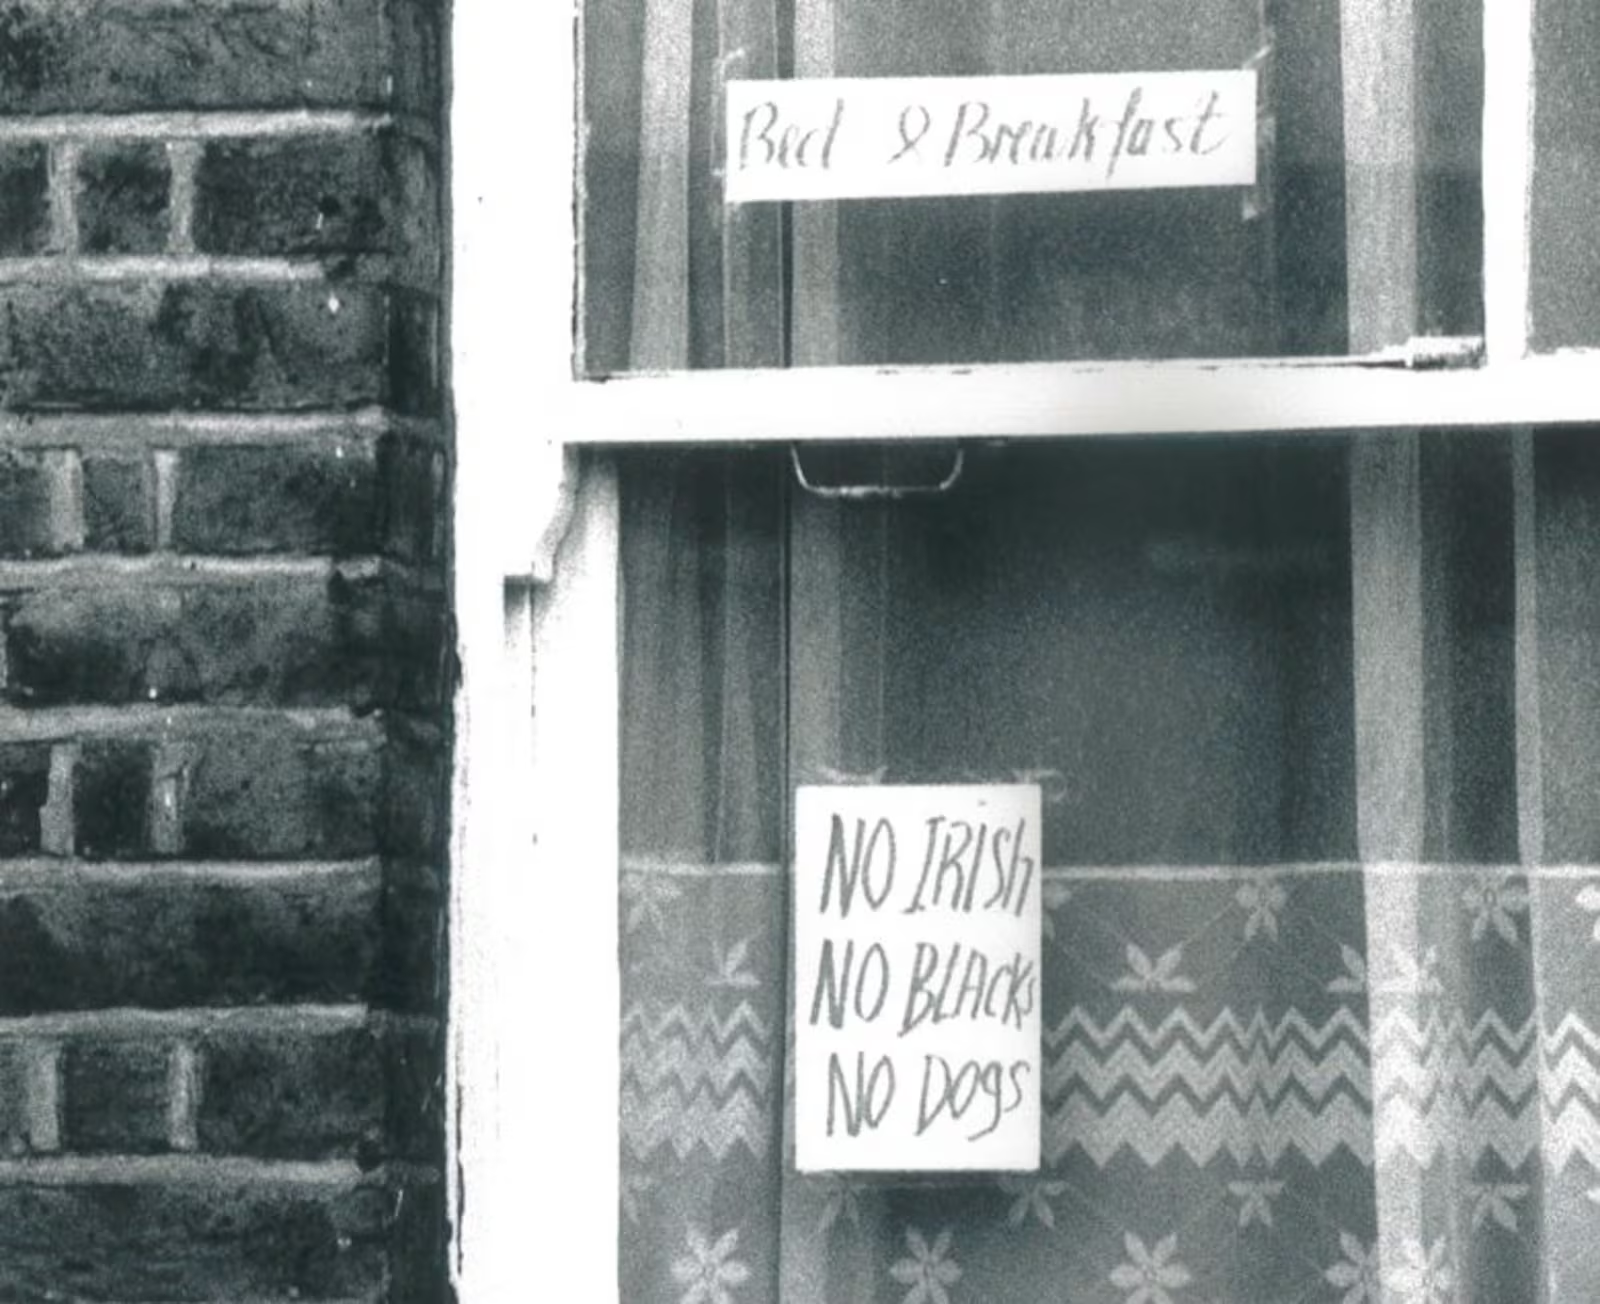 Bed & Breakfast
NO IRISh
NO BLAcks
NO DOgs